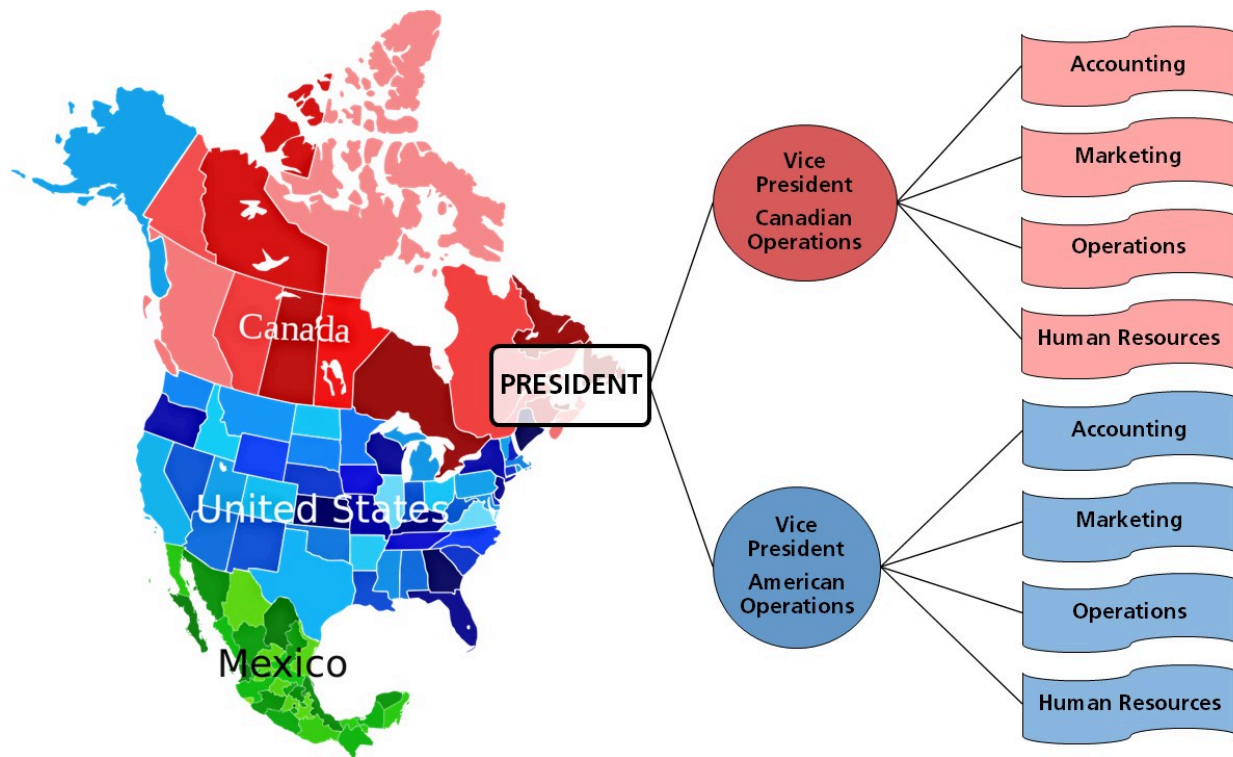 Canada
United States
Mexico
PRESIDENT
Vice
President
Canadian
Operations
Accounting
Marketing
Operations
Human Resources
Vice
President
American
Operations
Accounting
Marketing
Operations
Human Resources